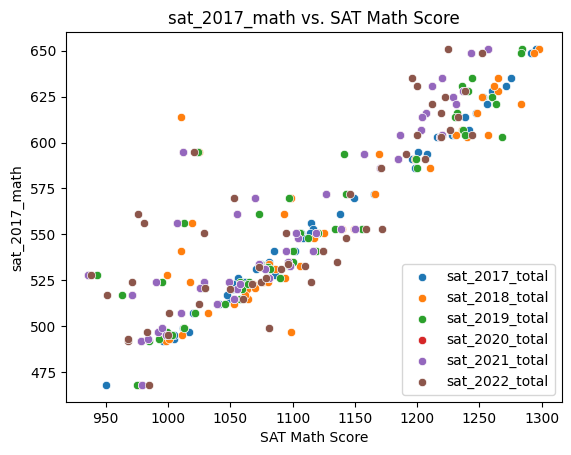 sat_2017_math vs. SAT Math Score
sat_2017_math
650
625
600
575
550
525
500
475
950
1000
1050
1100
1150
1200
1250
1300
SAT Math Score
sat_2017_total
sat_2018_total
sat_2019_total
sat_2020_total
sat_2021_total
sat_2022_total